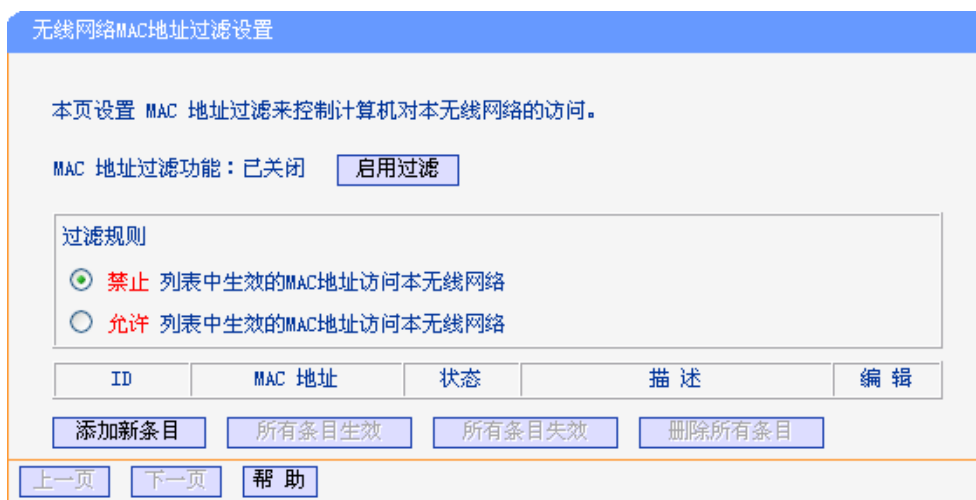 无线网络MAC地址过滤设置
本页设置 MAC 地址过滤来控制计算机对本无线网络的访问。
MAC 地址过滤功能：已关闭 启用过滤
过滤规则
禁止 列表中生效的MAC地址访问本无线网络
允许 列表中生效的MAC地址访问本无线网络
ID MAC 地址 状态 描 述 编 辑
添加新条目 所有条目生效 所有条目失效 删除所有条目
上一页 下一页 帮 助